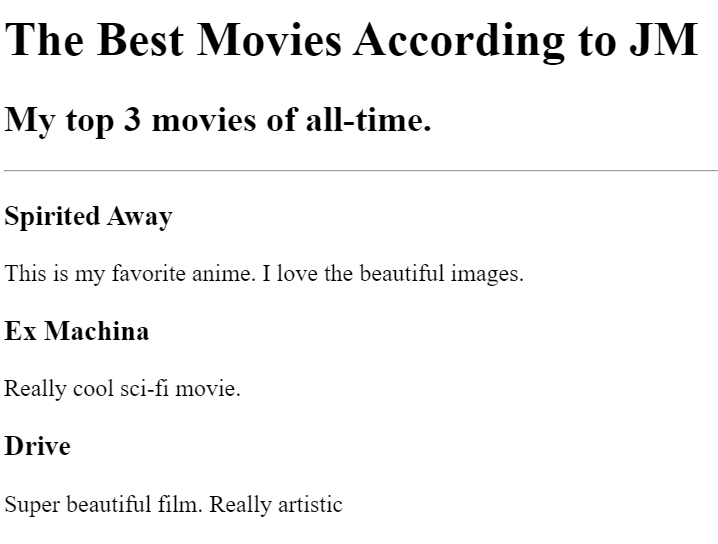 The Best Movies According to JM
My top 3 movies of all-time.
Spirited Away
This is my favorite anime. I love the beautiful images.
Ex Machina
Really cool sci-fi movie.
Drive
Super beautiful film. Really artistic